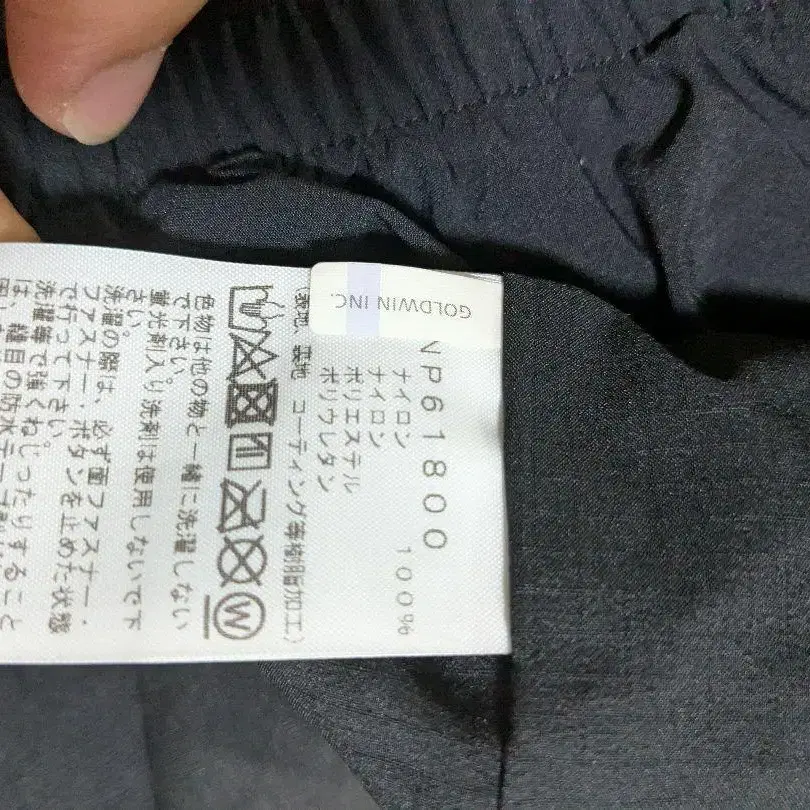 GOLDWIN INC.
NP61800
ナイロン 100%
ナイロン
ポリエステル
ポリウレタン
コーティング等樹脂加工)
W
色物は他の物と一緒に洗濯しない
で下さい。
蛍光剤入り洗剤は使用しないで下
さい。
洗濯の際は、必ず面ファスナー・
ファスナー・ボタンを止めた状態
で行って下さい。
洗濯等で強くねじったりすること